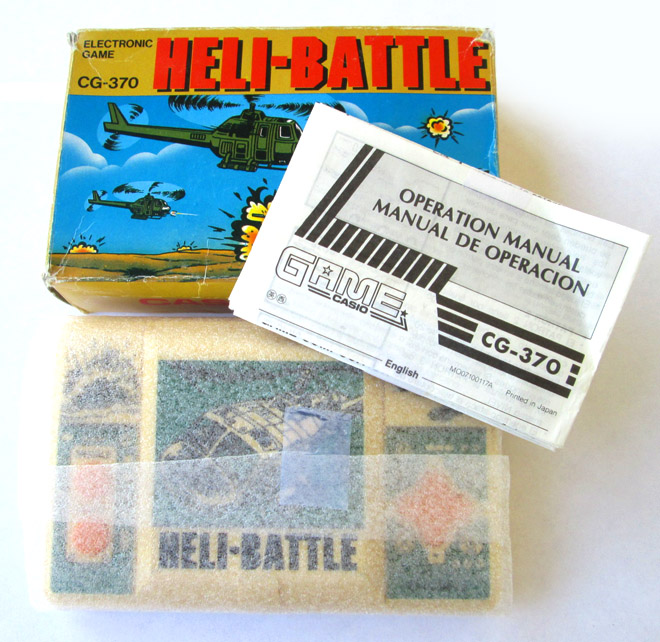 ELECTRONIC
GAME
CG-370
HELI-BATTLE
OPERATION MANUAL
MANUAL DE OPERACION
GAME
CASIO
CG-370
English
MO07100117A
Printed in Japan
HELI-BATTLE